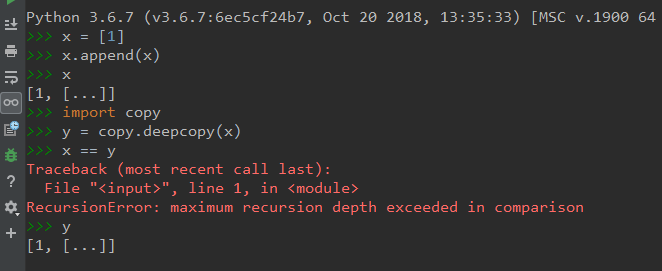 Python 3.6.7 (v3.6.7:6ec5cf24b7, Oct 20 2018, 13:35:33) [MSC v.1900 64
>>> x = [1]
>>> x.append(x)
>>> x
[1, [...]]
>>> import copy
>>> y = copy.deepcopy(x)
>>> x == y
Traceback (most recent call last):
  File "<input>", line 1, in <module>
RecursionError: maximum recursion depth exceeded in comparison
>>> y
[1, [...]]